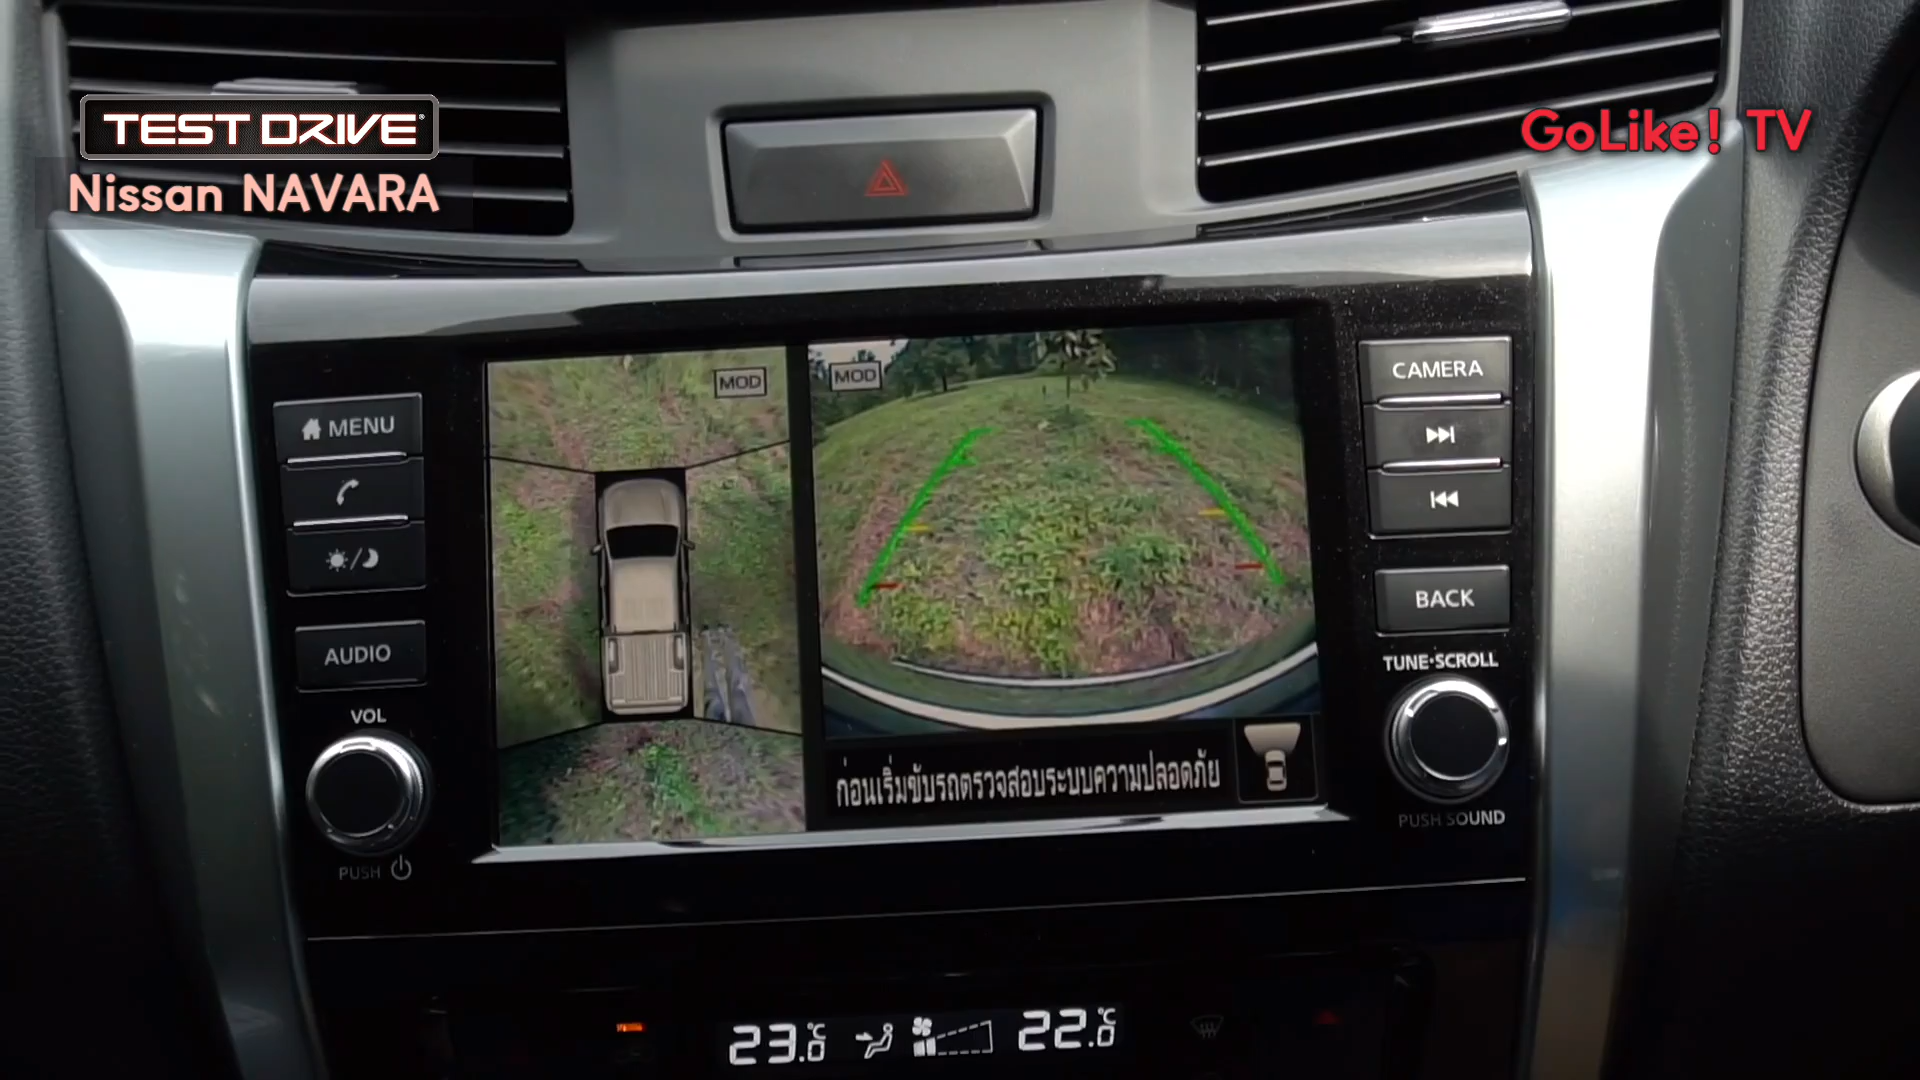 TEST DRIVE
Nissan NAVARA
GoLike! TV
MENU
AUDIO
VOL
PUSH
MOD
MOD
ก่อนเริ่มขับรถตรวจสอบระบบความปลอดภัย
CAMERA
BACK
TUNE·SCROLL
PUSH SOUND
23.0°C
22.0°C